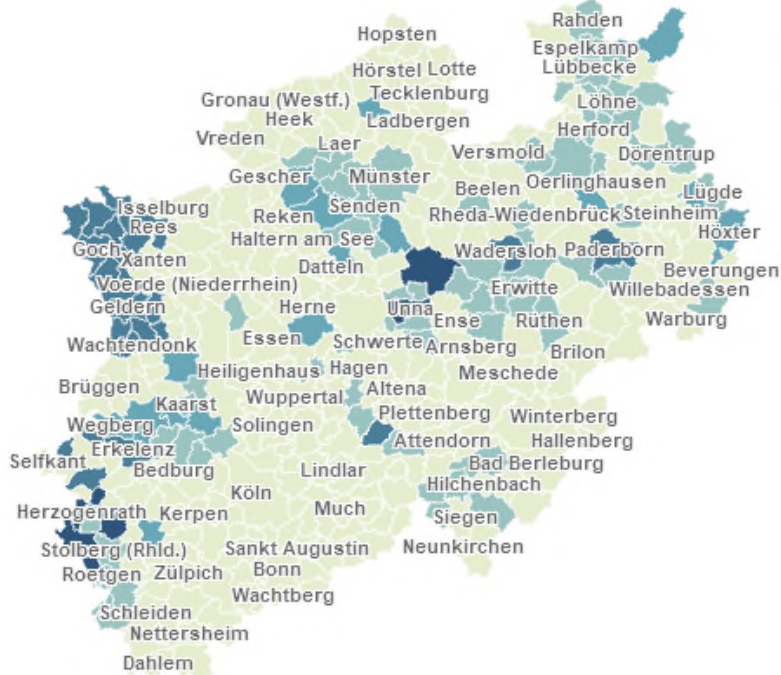 Rahden
Hopsten
Espelkamp
Hörstel Lotte
Lübbecke
Tecklenburg
Gronau (Westf.)
Löhne
Heek
Ladbergen
Herford
Vreden
Laer
Versmold
Dörentrup
Gescher
Münster
Oerlinghausen
Beelen
Lügde
Isselburg
Reken
Senden
Rheda-Wiedenbrück
Steinheim
Rees
Höxter
Haltern am See
Goch
Wadersloh
Paderborn
Xanten
Datteln
Beverungen
Voerde (Niederrhein)
Erwitte
Willebadessen
Geldern
Herne
Unna
Ense
Rüthen
Warburg
Essen
Schwerte
Wachtendonk
Arnsberg
Brilon
Heiligenhaus
Hagen
Meschede
Brüggen
Altena
Wuppertal
Kaarst
Plettenberg
Winterberg
Wegberg
Solingen
Attendorn
Hallenberg
Erkelenz
Selfkant
Bedburg
Lindlar
Bad Berleburg
Hilchenbach
Köln
Much
Herzogenrath
Kerpen
Siegen
Stolberg (Rhld.)
Sankt Augustin
Neunkirchen
Roetgen
Zülpich
Bonn
Wachtberg
Schleiden
Nettersheim
Dahlem